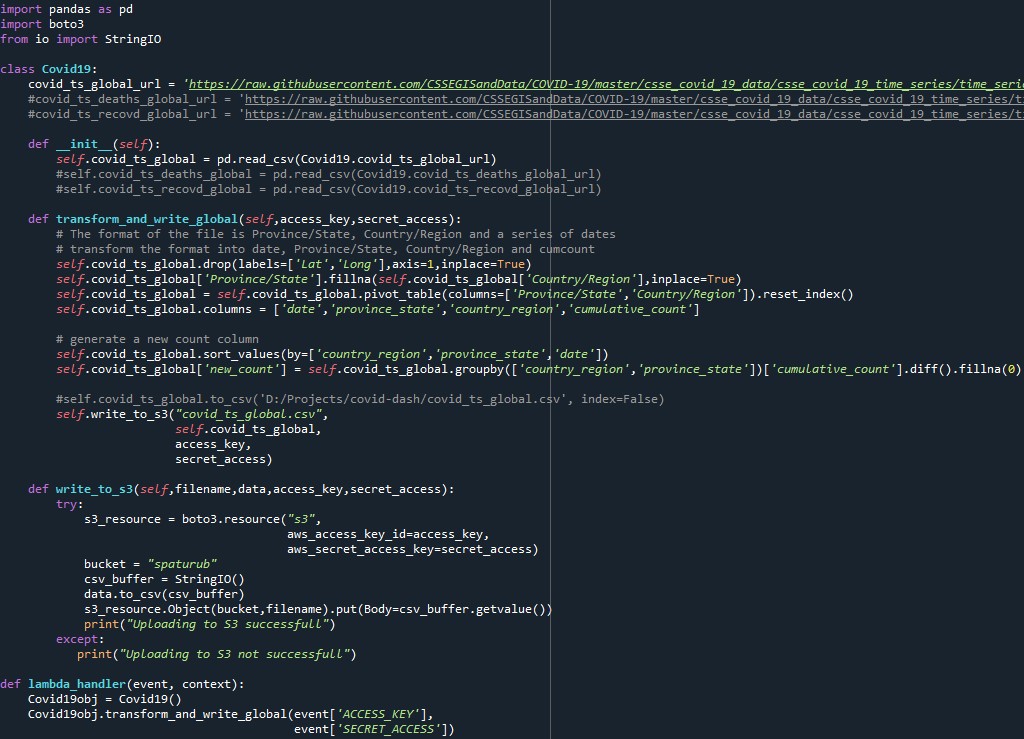 import pandas as pd
import boto3
from io import StringIO

class Covid19:
    covid_ts_global_url = 'https://raw.githubusercontent.com/CSSEGISandData/COVID-19/master/csse_covid_19_data/csse_covid_19_time_series/time_seri
    #covid_ts_deaths_global_url = 'https://raw.githubusercontent.com/CSSEGISandData/COVID-19/master/csse_covid_19_data/csse_covid_19_time_series/t
    #covid_ts_recovd_global_url = 'https://raw.githubusercontent.com/CSSEGISandData/COVID-19/master/csse_covid_19_data/csse_covid_19_time_series/t

    def __init__(self):
        self.covid_ts_global = pd.read_csv(Covid19.covid_ts_global_url)
        #self.covid_ts_deaths_global = pd.read_csv(Covid19.covid_ts_deaths_global_url)
        #self.covid_ts_recovd_global = pd.read_csv(Covid19.covid_ts_recovd_global_url)

    def transform_and_write_global(self,access_key,secret_access):
        # The format of the file is Province/State, Country/Region and a series of dates
        # transform the format into date, Province/State, Country/Region and cumcount
        self.covid_ts_global.drop(labels=['Lat','Long'],axis=1,inplace=True)
        self.covid_ts_global['Province/State'].fillna(self.covid_ts_global['Country/Region'],inplace=True)
        self.covid_ts_global = self.covid_ts_global.pivot_table(columns=['Province/State','Country/Region']).reset_index()
        self.covid_ts_global.columns = ['date','province_state','country_region','cumulative_count']

        # generate a new count column
        self.covid_ts_global.sort_values(by=['country_region','province_state','date'])
        self.covid_ts_global['new_count'] = self.covid_ts_global.groupby(['country_region','province_state'])['cumulative_count'].diff().fillna(0)

        #self.covid_ts_global.to_csv('D:/Projects/covid-dash/covid_ts_global.csv', index=False)
        self.write_to_s3("covid_ts_global.csv",
                         self.covid_ts_global,
                         access_key,
                         secret_access)

    def write_to_s3(self,filename,data,access_key,secret_access):
        try:
            s3_resource = boto3.resource("s3",
                                         aws_access_key_id=access_key,
                                         aws_secret_access_key=secret_access)
            bucket = "spaturub"
            csv_buffer = StringIO()
            data.to_csv(csv_buffer)
            s3_resource.Object(bucket,filename).put(Body=csv_buffer.getvalue())
            print("Uploading to S3 successfull")
        except:
           print("Uploading to S3 not successfull")

def lambda_handler(event, context):
    Covid19obj = Covid19()
    Covid19obj.transform_and_write_global(event['ACCESS_KEY'],
                                          event['SECRET_ACCESS'])